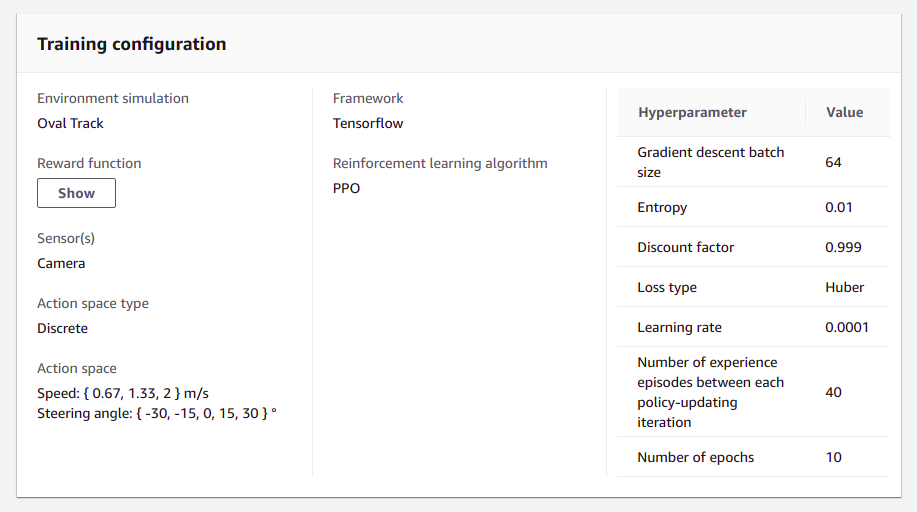 Training configuration
Environment simulation
Oval Track
Reward function
Show
Sensor(s)
Camera
Action space type
Discrete
Action space
Speed: { 0.67, 1.33, 2 } m/s
Steering angle: { -30, -15, 0, 15, 30 } °
Framework
Tensorflow
Reinforcement learning algorithm
PPO
Hyperparameter Value
Gradient descent batch
size 64
Entropy 0.01
Discount factor 0.999
Loss type Huber
Learning rate 0.0001
Number of experience
episodes between each
policy-updating 40
iteration
Number of epochs 10